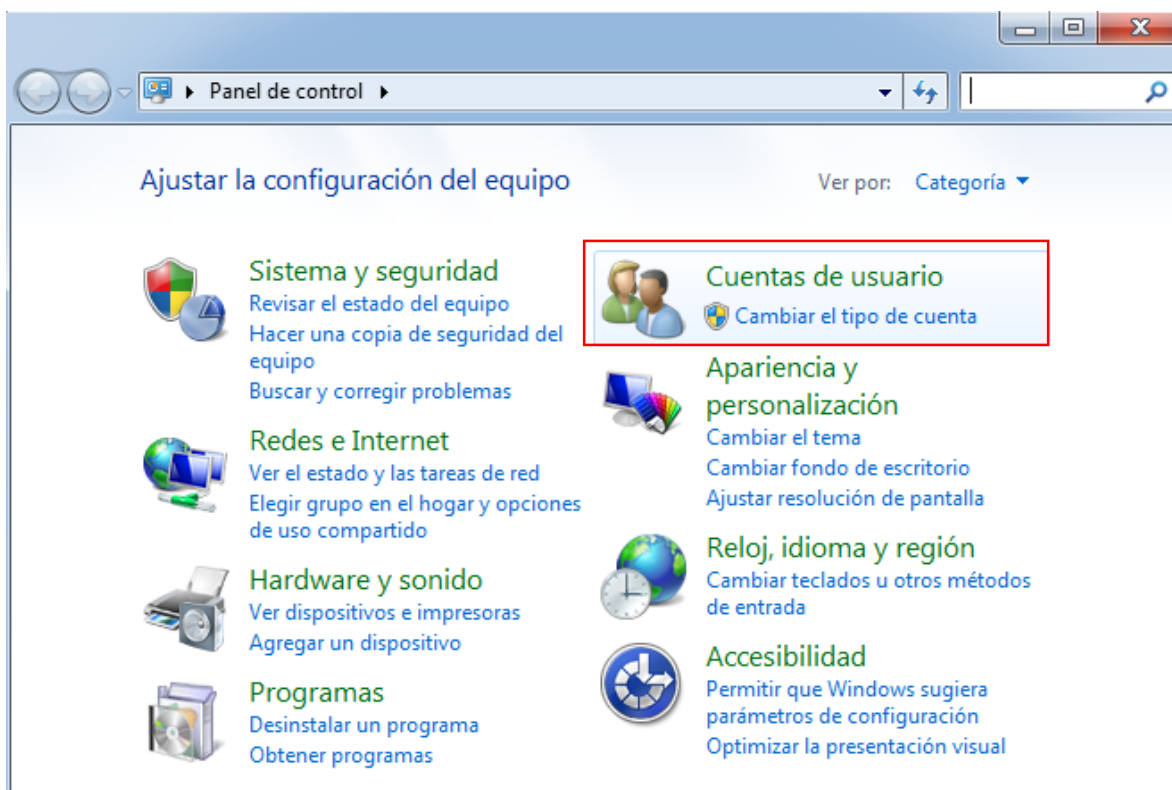 Panel de control
Ajustar la configuración del equipo
Ver por: Categoría
Sistema y seguridad
Revisar el estado del equipo
Hacer una copia de seguridad del
equipo
Buscar y corregir problemas
Redes e Internet
Ver el estado y las tareas de red
Elegir grupo en el hogar y opciones
de uso compartido
Hardware y sonido
Ver dispositivos e impresoras
Agregar un dispositivo
Programas
Desinstalar un programa
Obtener programas
Cuentas de usuario
Cambiar el tipo de cuenta
Apariencia y
personalización
Cambiar el tema
Cambiar fondo de escritorio
Ajustar resolución de pantalla
Reloj, idioma y región
Cambiar teclados u otros métodos
de entrada
Accesibilidad
Permitir que Windows sugiera
parámetros de configuración
Optimizar la presentación visual